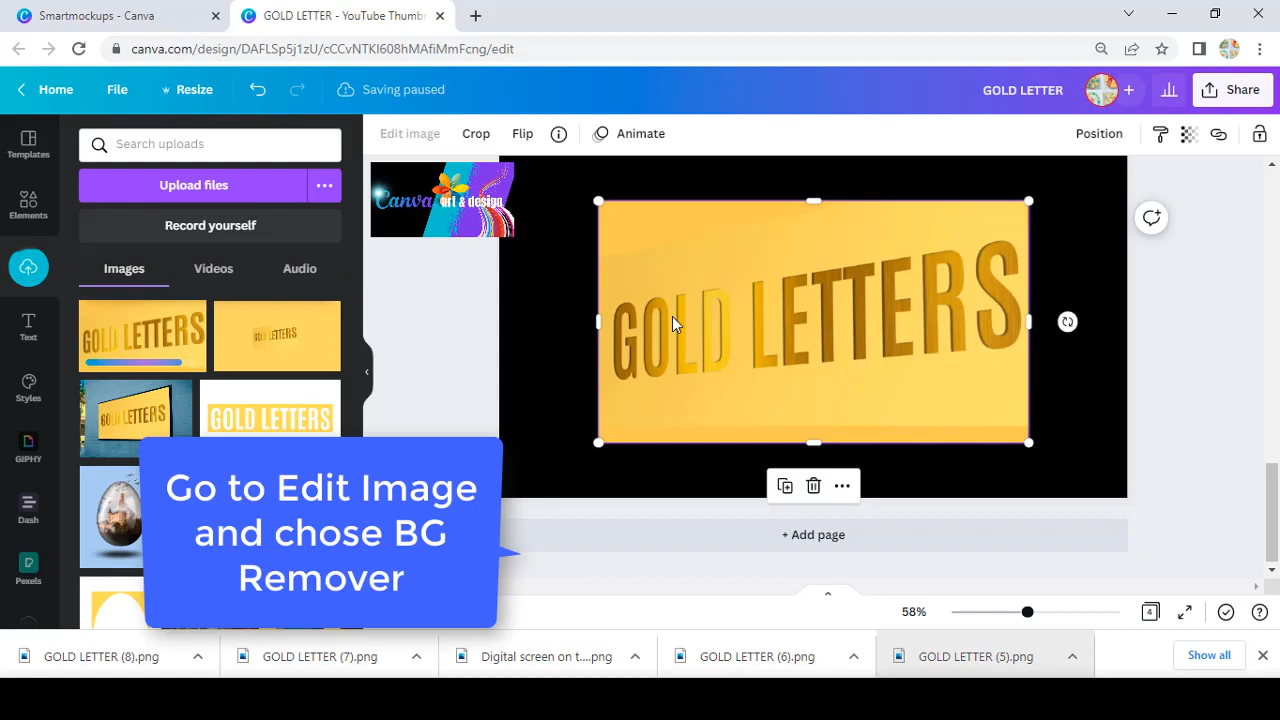 Smartmockups - Canva
GOLD LETTER - YouTube Thumbn
canva.com/design/DAFLSp5j1zU/cCCvNTKI608hMAfiMmFcng/edit
Home
File
Resize
Saving paused
GOLD LETTER
Share
Templates
Elements
Text
Styles
GIPHY
Dash
Pexels
Search uploads
Upload files
Record yourself
Images
Videos
Audio
GOLD LETTERS
GOLD LETTERS
GOLD LETTERS
GOLD LETTERS
Edit image
Crop
Flip
Animate
Position
Canva art & design
GOLD LETTERS
Go to Edit Image
and chose BG
Remover
+ Add page
58%
4
GOLD LETTER (8).png
GOLD LETTER (7).png
Digital screen on t....png
GOLD LETTER (6).png
GOLD LETTER (5).png
Show all